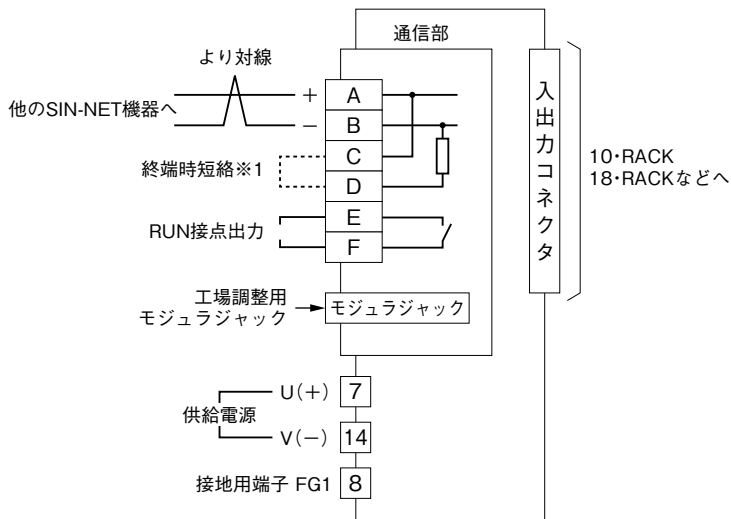 通信部
より対線
他のSIN-NET機器へ
+
−
A
B
C
D
E
F
終端時短絡※1
RUN接点出力
工場調整用
モジュラジャック
モジュラジャック
入出力コネクタ
10・RACK
18・RACKなどへ
供給電源
U(+)
7
V(−)
14
接地用端子 FG1
8